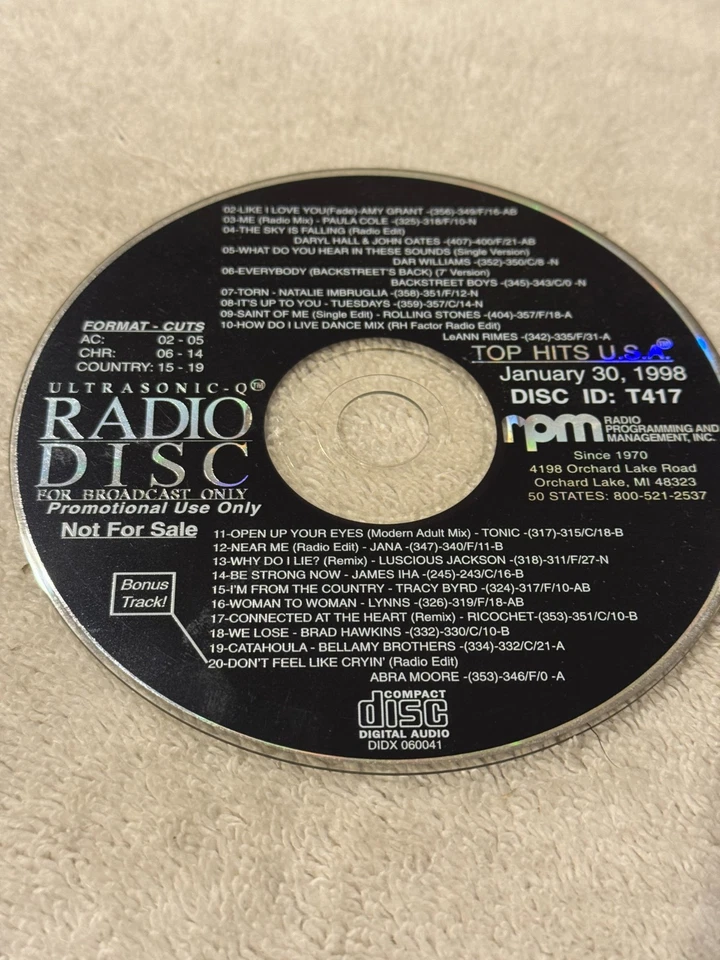 02-LIKE I LOVE YOU(Fade)-AMY GRANT -(356)-349/F/16-AB
03-ME (Radio Mix) - PAULA COLE -(325)-318/F/10-N
04-THE SKY IS FALLING (Radio Edit)
DARYL HALL & JOHN OATES -(407)-400/F/21-AB
05-WHAT DO YOU HEAR IN THESE SOUNDS (Single Version)
DAR WILLIAMS -(352)-350/C/8 -N
06-EVERYBODY (BACKSTREET'S BACK) (7' Version)
BACKSTREET BOYS -(345)-343/C/0 -N
07-TORN - NATALIE IMBRUGLIA -(358)-351/F/12-N
08-IT'S UP TO YOU - TUESDAYS -(359)-357/C/14-N
09-SAINT OF ME (Single Edit) - ROLLING STONES -(404)-357/F/18-A
10-HOW DO I LIVE DANCE MIX (RH Factor Radio Edit)
LeANN RIMES -(342)-335/F/31-A
FORMAT - CUTS
AC: 02 - 05
CHR: 06 - 14
COUNTRY: 15 - 19
ULTRASONIC-Q™
RADIO
DISC
FOR BROADCAST ONLY
Promotional Use Only
Not For Sale
TOP HITS U.S.A.™
January 30, 1998
DISC ID: T417
rpm RADIO
PROGRAMMING AND
MANAGEMENT, INC.
Since 1970
4198 Orchard Lake Road
Orchard Lake, MI 48323
50 STATES: 800-521-2537
11-OPEN UP YOUR EYES (Modern Adult Mix) - TONIC -(317)-315/C/18-B
12-NEAR ME (Radio Edit) - JANA -(347)-340/F/11-B
13-WHY DO I LIE? (Remix) - LUSCIOUS JACKSON -(318)-311/F/27-N
14-BE STRONG NOW - JAMES IHA -(245)-243/C/16-B
15-I'M FROM THE COUNTRY - TRACY BYRD -(324)-317/F/10-AB
16-WOMAN TO WOMAN - LYNNS -(326)-319/F/18-AB
17-CONNECTED AT THE HEART (Remix) - RICOCHET-(353)-351/C/10-B
18-WE LOSE - BRAD HAWKINS -(332)-330/C/10-B
19-CATAHOULA - BELLAMY BROTHERS -(334)-332/C/21-A
20-DON'T FEEL LIKE CRYIN' (Radio Edit)
ABRA MOORE -(353)-346/F/0 -A
Bonus
Track!
COMPACT
disc
DIGITAL AUDIO
DIDX 060041